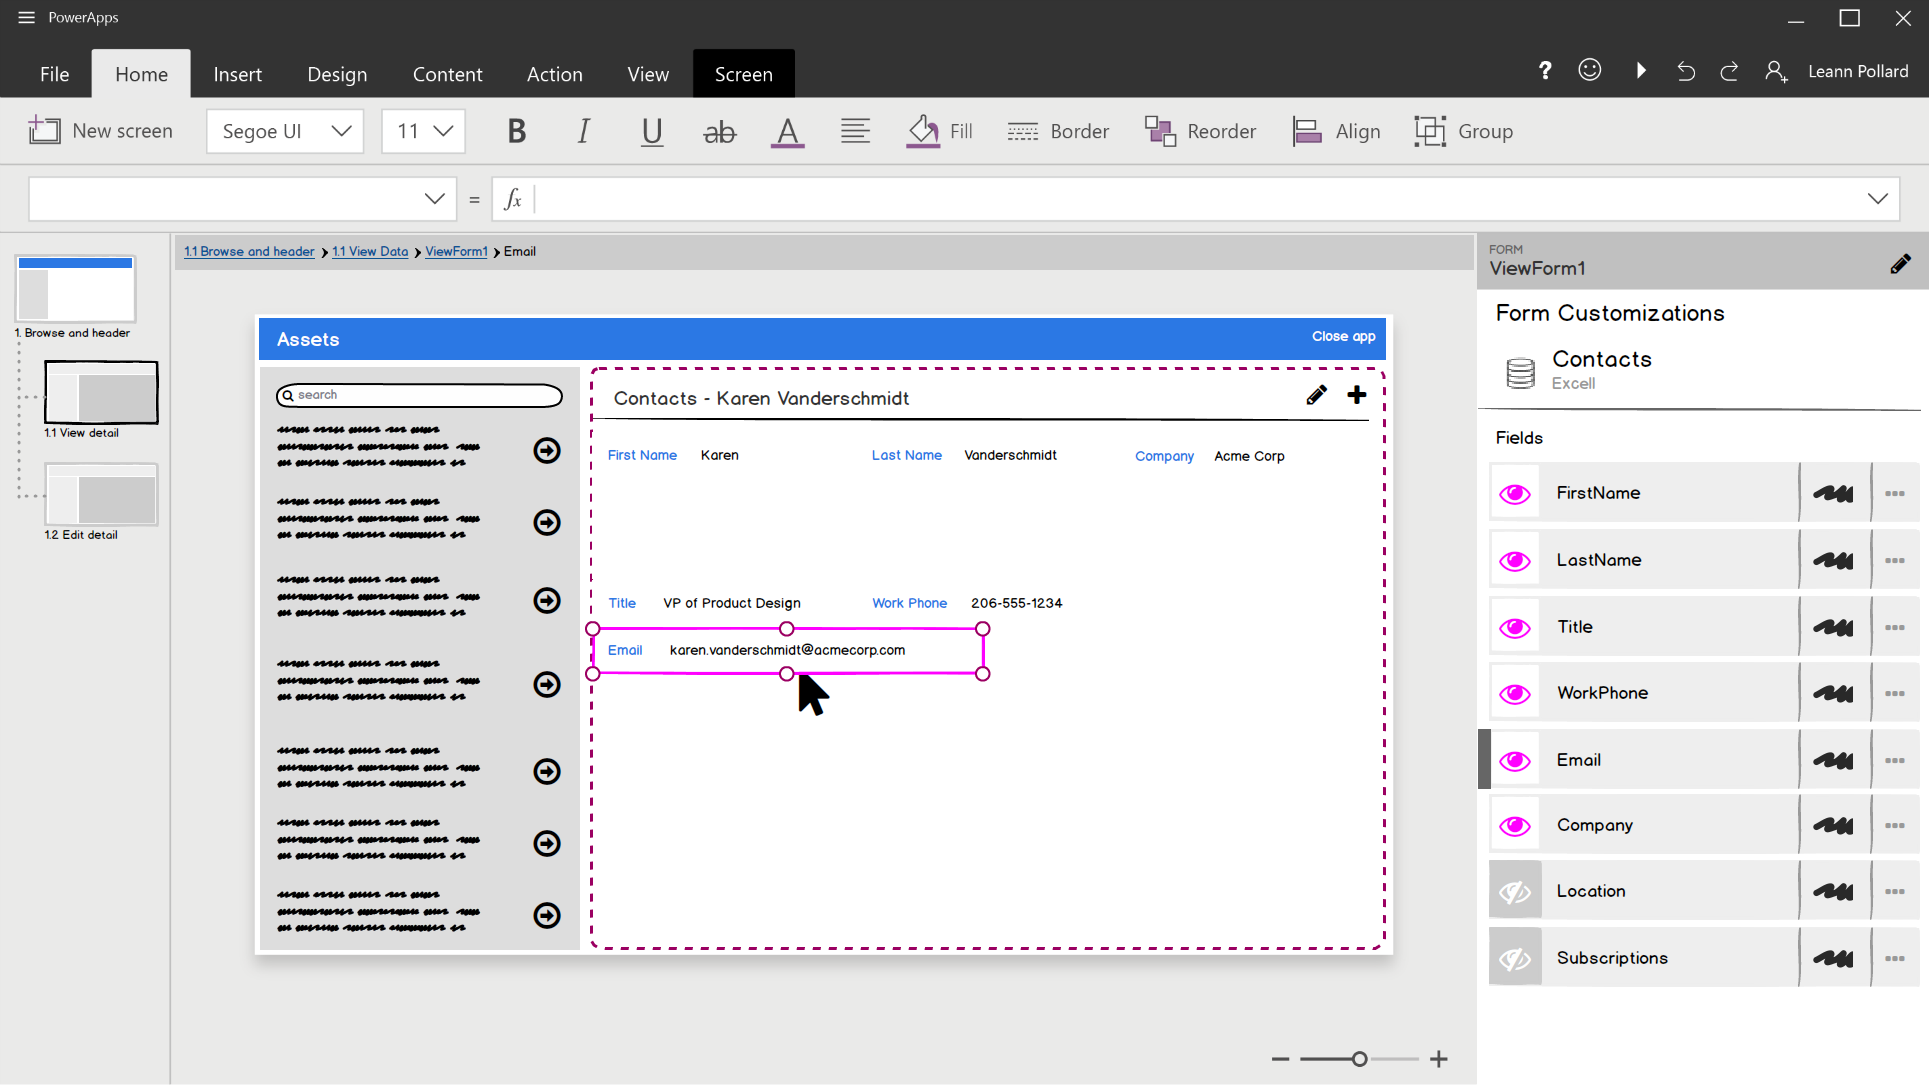 PowerApps
File Home Insert Design Content Action View Screen
? Leann Pollard
New screen Segoe UI 11 B I U ab A Fill Border Reorder Align Group
= fx
1.1 Browse and header 1.1 View Data ViewForm1 Email
1. Browse and header
1.1 View detail
1.2 Edit detail
Assets Close app
search
Contacts - Karen Vanderschmidt
First Name Karen Last Name Vanderschmidt Company Acme Corp
Title VP of Product Design Work Phone 206-555-1234
Email karen.vanderschmidt@acmecorp.com
FORM
ViewForm1
Form Customizations
Contacts
Excell
Fields
FirstName
LastName
Title
WorkPhone
Email
Company
Location
Subscriptions